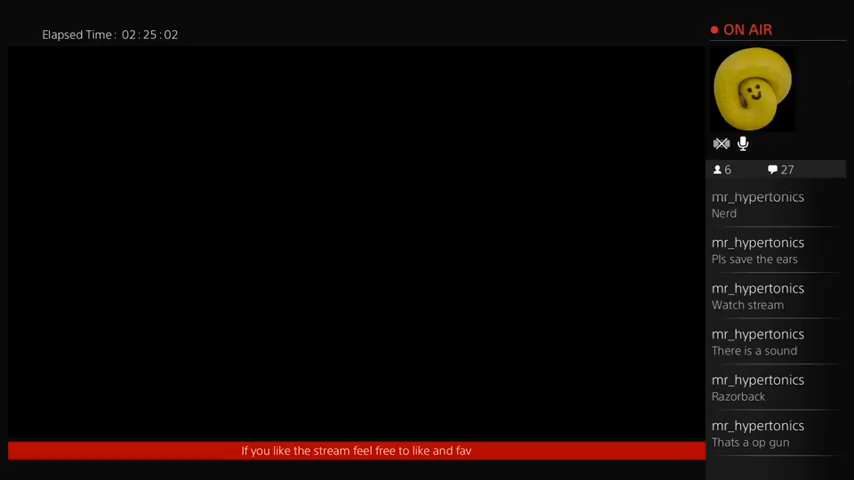 Elapsed Time : 02 : 25 : 02
ON AIR
6 27
mr_hypertonics
Nerd
mr_hypertonics
Pls save the ears
mr_hypertonics
Watch stream
mr_hypertonics
There is a sound
mr_hypertonics
Razorback
mr_hypertonics
Thats a op gun
If you like the stream feel free to like and fav